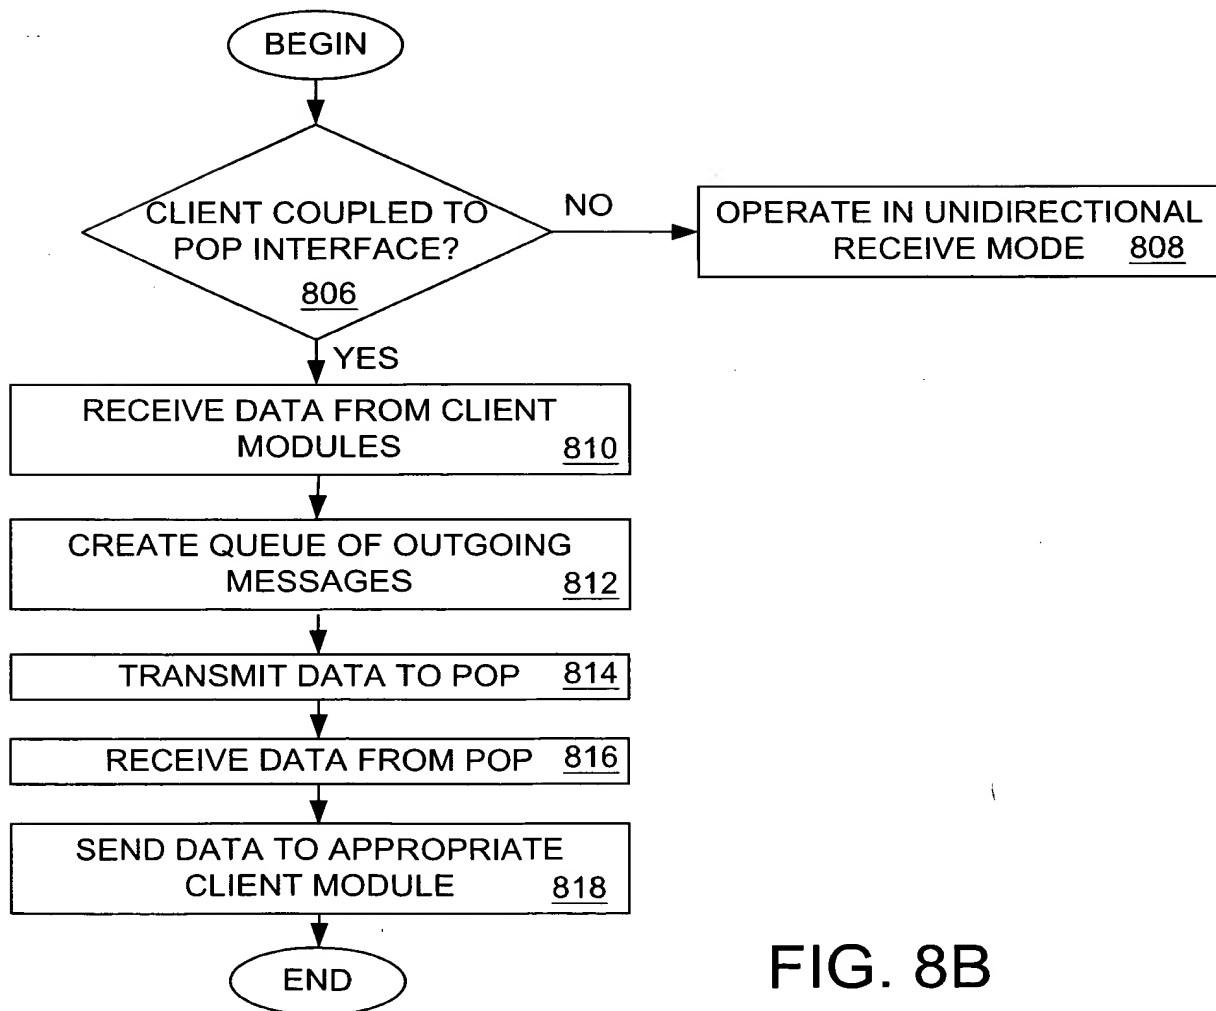 BEGIN
CLIENT COUPLED TO
POP INTERFACE?
806
NO
OPERATE IN UNIDIRECTIONAL
RECEIVE MODE 808
YES
RECEIVE DATA FROM CLIENT
MODULES 810
CREATE QUEUE OF OUTGOING
MESSAGES 812
TRANSMIT DATA TO POP 814
RECEIVE DATA FROM POP 816
SEND DATA TO APPROPRIATE
CLIENT MODULE 818
END
FIG. 8B